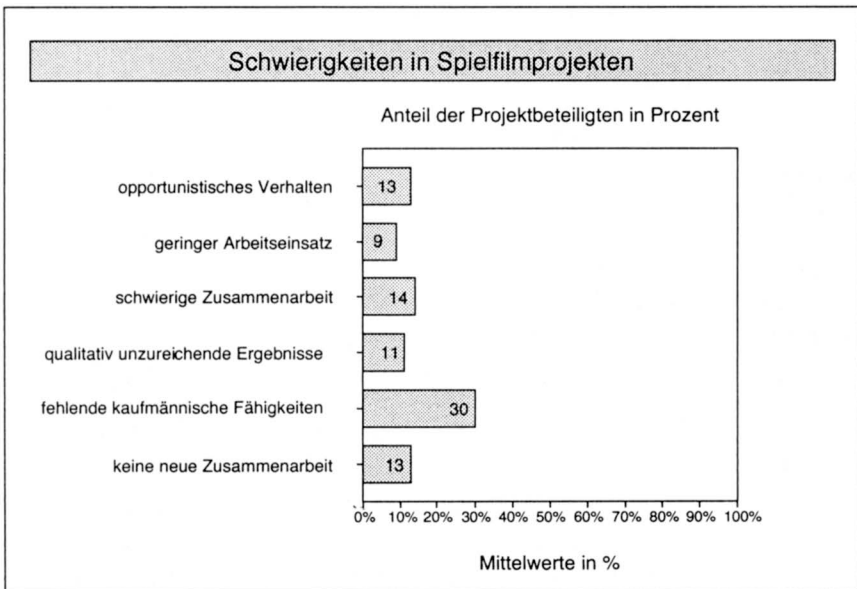 Schwierigkeiten in Spielfilmprojekten
Anteil der Projektbeteiligten in Prozent
opportunistisches Verhalten 13
geringer Arbeitseinsatz 9
schwierige Zusammenarbeit 14
qualitativ unzureichende Ergebnisse 11
fehlende kaufmännische Fähigkeiten 30
keine neue Zusammenarbeit 13
0% 10% 20% 30% 40% 50% 60% 70% 80% 90% 100%
Mittelwerte in %